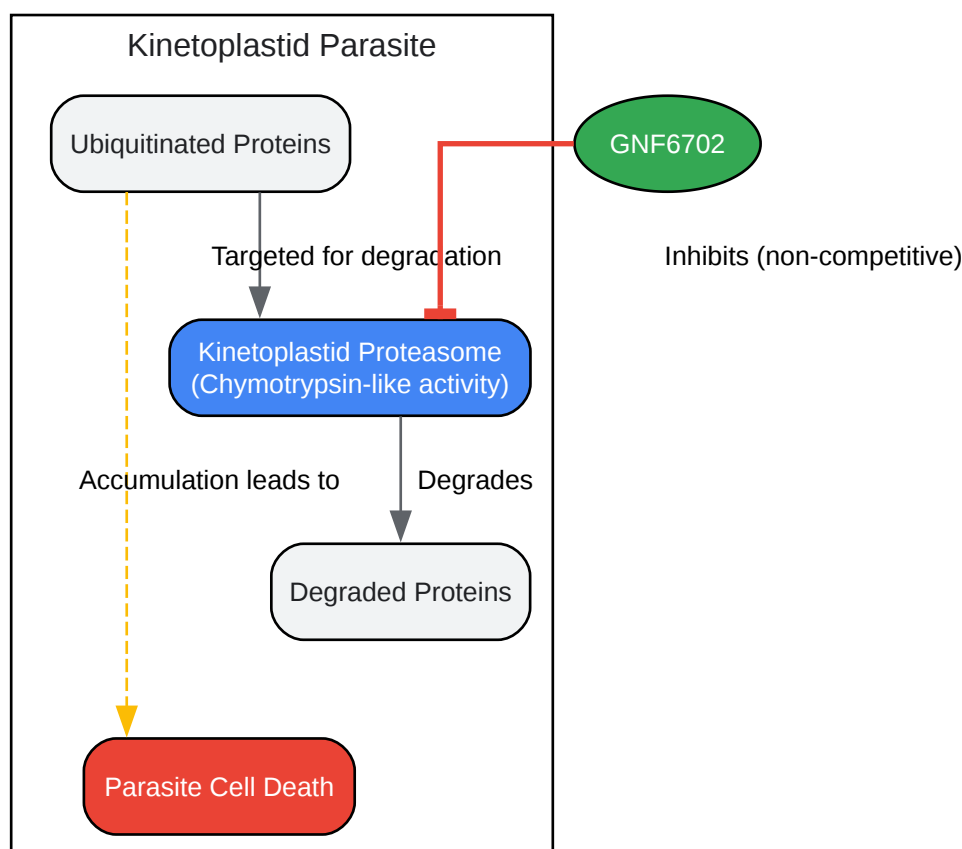 Kinetoplastid Parasite
Ubiquitinated Proteins
GNF6702
Targeted for degradation
Inhibits (non-competitive)
Kinetoplastid Proteasome
(Chymotrypsin-like activity)
Accumulation leads to
Degrades
Degraded Proteins
Parasite Cell Death